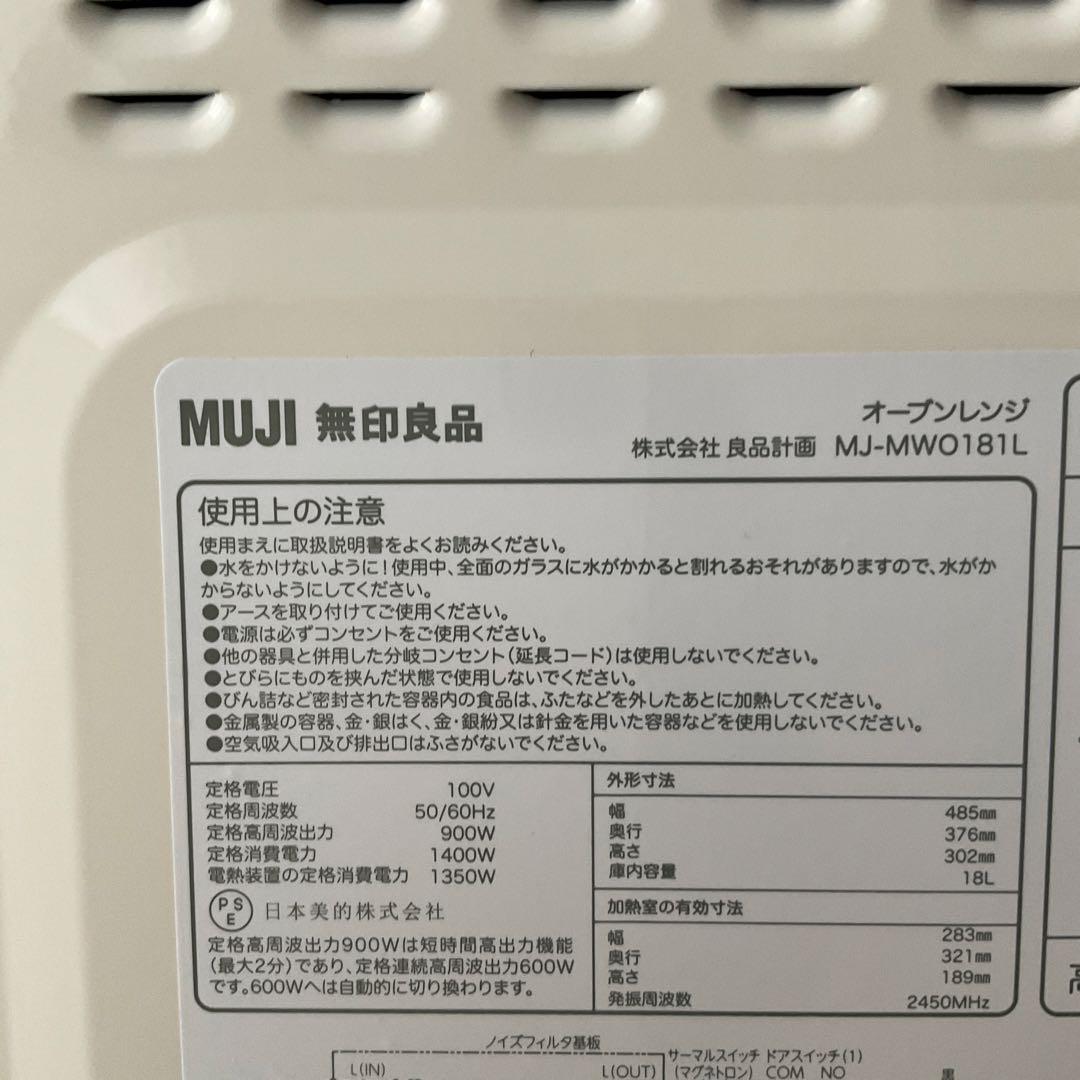 MUJI 無印良品
オーブンレンジ
株式会社 良品計画 MJ-MWO181L
使用上の注意
使用まえに取扱説明書をよくお読みください。
●水をかけないように!使用中、全面のガラスに水がかかると割れるおそれがありますので、水がか
からないようにしてください。
●アースを取り付けてご使用ください。
●電源は必ずコンセントをご使用ください。
●他の器具と併用した分岐コンセント(延長コード)は使用しないでください。
●とびらにものを挟んだ状態で使用しないでください。
●びん詰など密封された容器内の食品は、ふたなどを外したあとに加熱してください。
●金属製の容器、金・銀はく、金・銀紛又は針金を用いた容器などを使用しないでください。
●空気吸入口及び排出口はふさがないでください。
定格電圧 100V
定格周波数 50/60Hz
定格高周波出力 900W
定格消費電力 1400W
電熱装置の定格消費電力 1350W
PSE 日本美的株式会社
定格高周波出力900Wは短時間高出力機能
(最大2分)であり、定格連続高周波出力600W
です。600Wへは自動的に切り換わります。
外形寸法
幅 485mm
奥行 376mm
高さ 302mm
庫内容量 18L
加熱室の有効寸法
幅 283mm
奥行 321mm
高さ 189mm
発振周波数 2450MHz
高
ノイズフィルタ基板
サーマルスイッチ ドアスイッチ(1)
L(IN) L(OUT) (マグネトロン) COM NO
黒